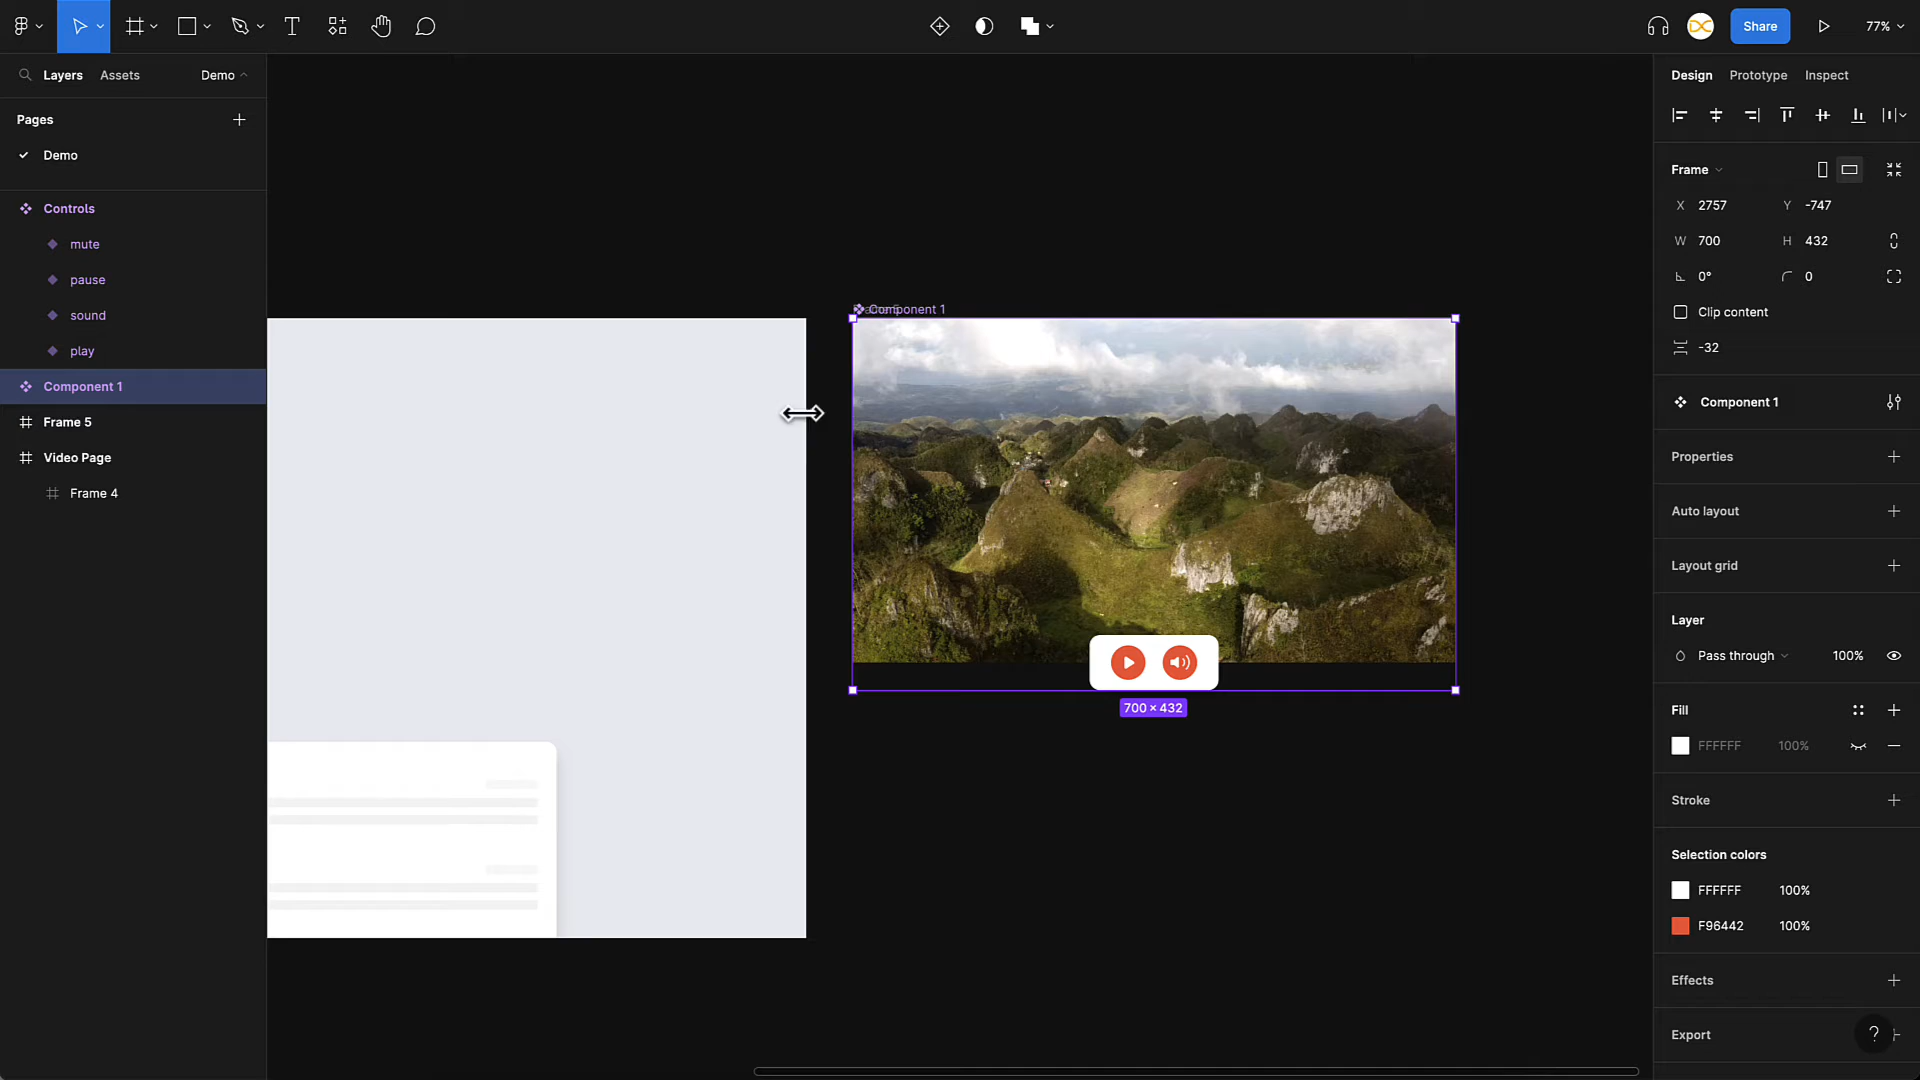 Share
77%
Layers
Assets
Demo
Pages
Demo
Controls
mute
pause
sound
play
Component 1
Frame 5
Video Page
Frame 4
Component 1
700 × 432
Design
Prototype
Inspect
Frame
X 2757
Y -747
W 700
H 432
0°
0
Clip content
-32
Component 1
Properties
Auto layout
Layout grid
Layer
Pass through
100%
Fill
FFFFFF
100%
Stroke
Selection colors
FFFFFF
100%
F96442
100%
Effects
Export
?